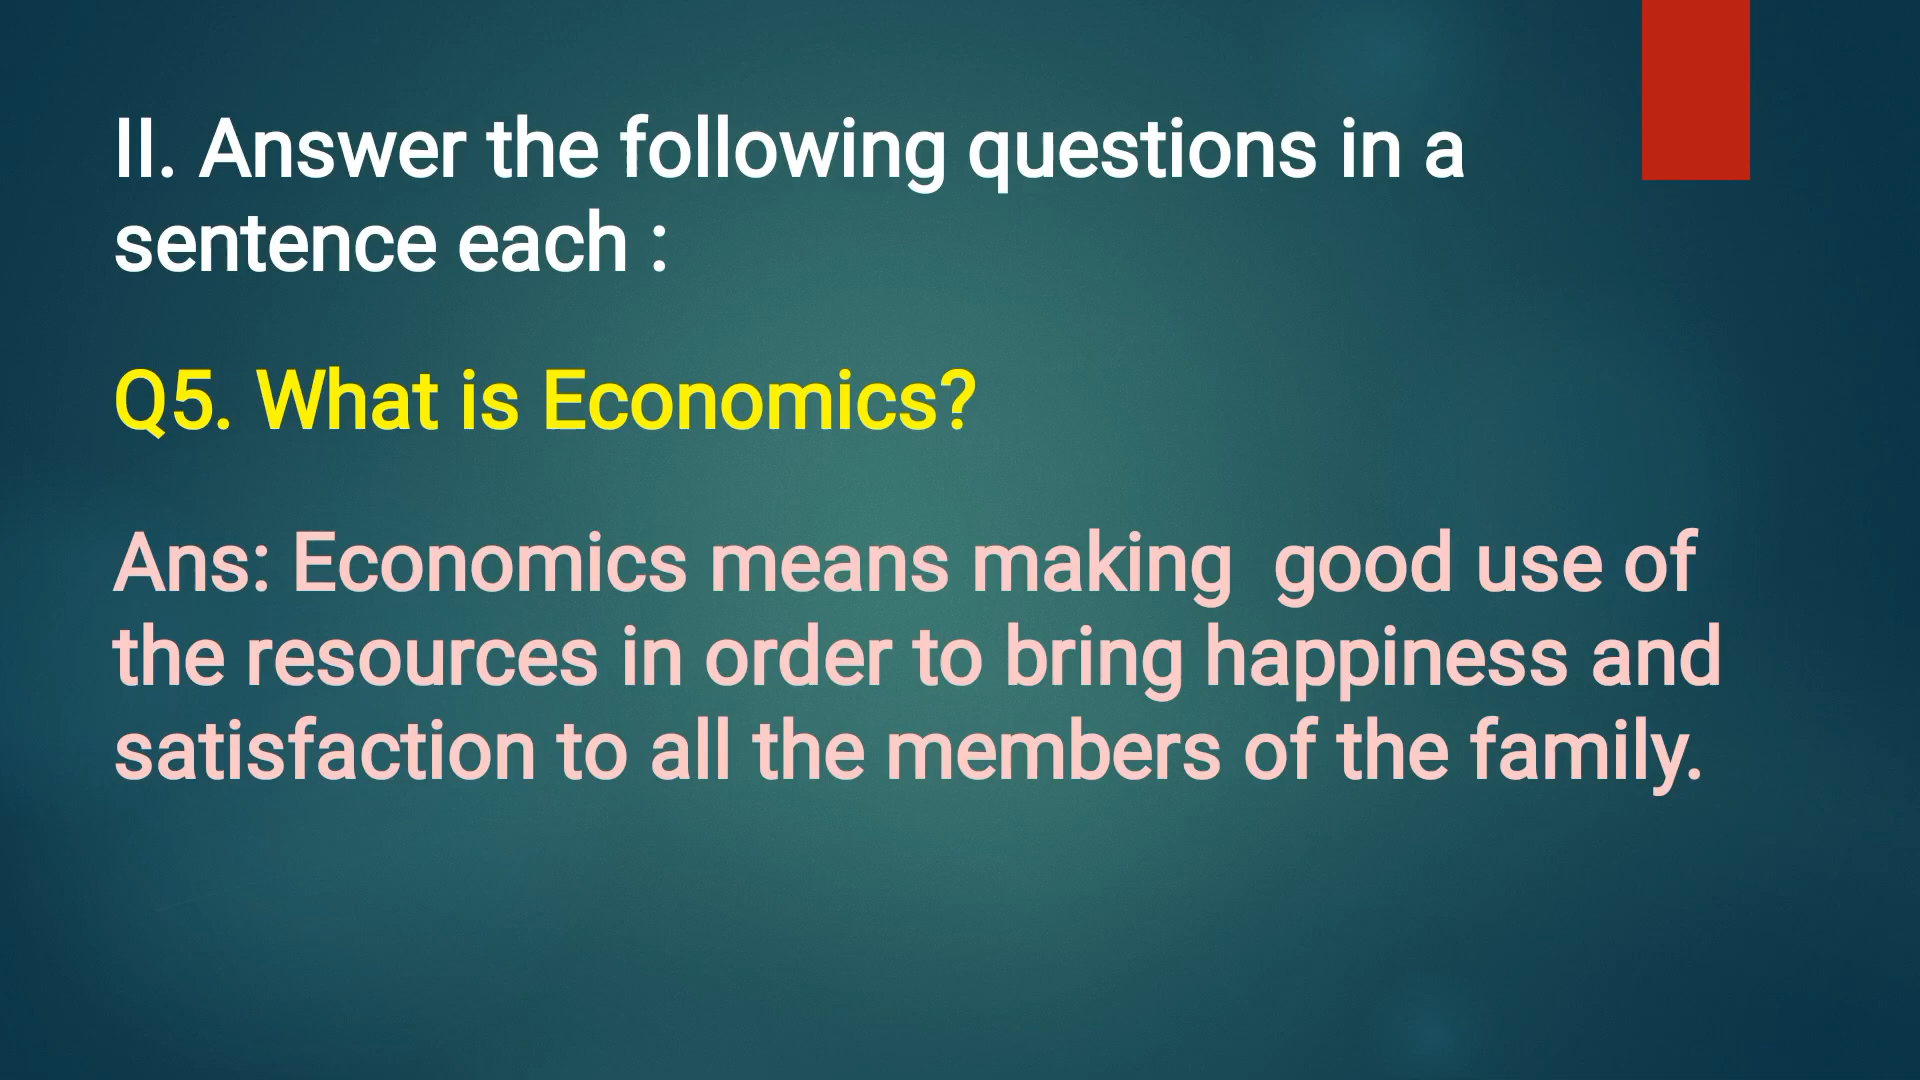 II. Answer the following questions in a
sentence each :
Q5. What is Economics?
Ans: Economics means making  good use of
the resources in order to bring happiness and
satisfaction to all the members of the family.